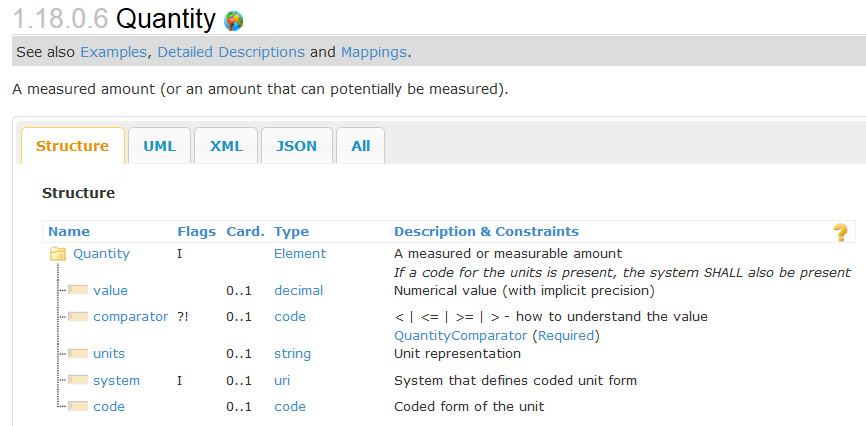 1.18.0.6 Quantity
See also Examples, Detailed Descriptions and Mappings.
A measured amount (or an amount that can potentially be measured).
Structure UML XML JSON All
Structure
Name Flags Card. Type Description & Constraints ?
Quantity I Element A measured or measurable amount
If a code for the units is present, the system SHALL also be present
value 0..1 decimal Numerical value (with implicit precision)
comparator ?! 0..1 code < | <= | >= | > - how to understand the value
QuantityComparator (Required)
units 0..1 string Unit representation
system I 0..1 uri System that defines coded unit form
code 0..1 code Coded form of the unit